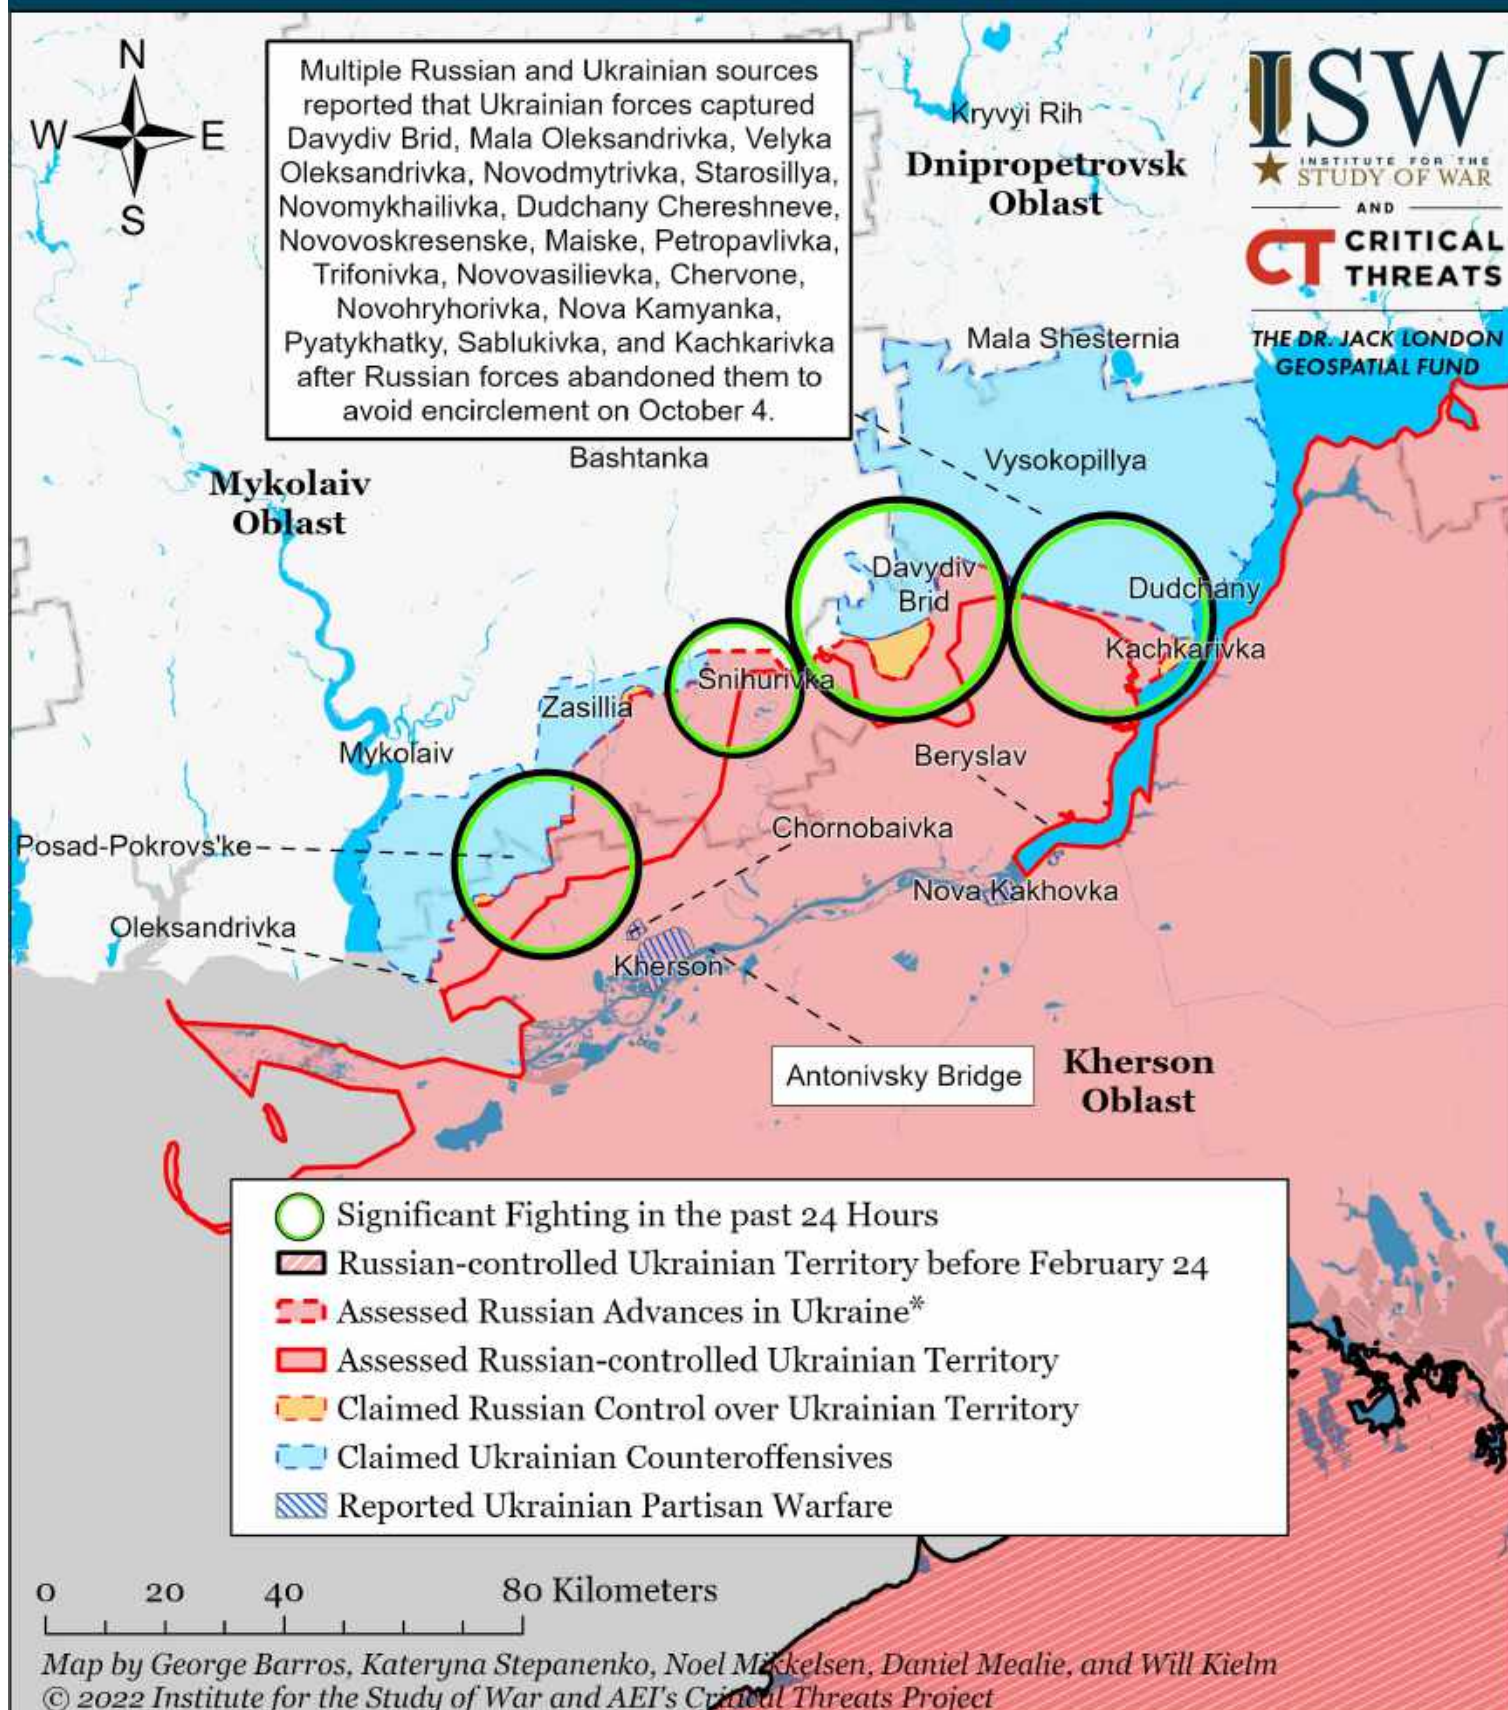 N
W E
S
Multiple Russian and Ukrainian sources
reported that Ukrainian forces captured
Davydiv Brid, Mala Oleksandrivka, Velyka
Oleksandrivka, Novodmytrivka, Starosillya,
Novomykhailivka, Dudchany Chereshneve,
Novovoskresenske, Maiske, Petropavlivka,
Trifonivka, Novovasilievka, Chervone,
Novohryhorivka, Nova Kamyanka,
Pyatykhatky, Sablukivka, and Kachkarivka
after Russian forces abandoned them to
avoid encirclement on October 4.
Kryvyi Rih
Dnipropetrovsk
Oblast
ISW
INSTITUTE FOR THE
STUDY OF WAR
AND
CT CRITICAL
THREATS
THE DR. JACK LONDON
GEOSPATIAL FUND
Mala Shesternia
Bashtanka
Vysokopillya
Mykolaiv
Oblast
Davydiv
Brid
Dudchany
Kachkarivka
Snihurivka
Zasillia
Mykolaiv
Beryslav
Chornobaivka
Posad-Pokrovs'ke
Nova Kakhovka
Oleksandrivka
Kherson
Antonivsky Bridge
Kherson
Oblast
Significant Fighting in the past 24 Hours
Russian-controlled Ukrainian Territory before February 24
Assessed Russian Advances in Ukraine*
Assessed Russian-controlled Ukrainian Territory
Claimed Russian Control over Ukrainian Territory
Claimed Ukrainian Counteroffensives
Reported Ukrainian Partisan Warfare
0 20 40 80 Kilometers
Map by George Barros, Kateryna Stepanenko, Noel Mikkelsen, Daniel Mealie, and Will Kielm
© 2022 Institute for the Study of War and AEI's Critical Threats Project